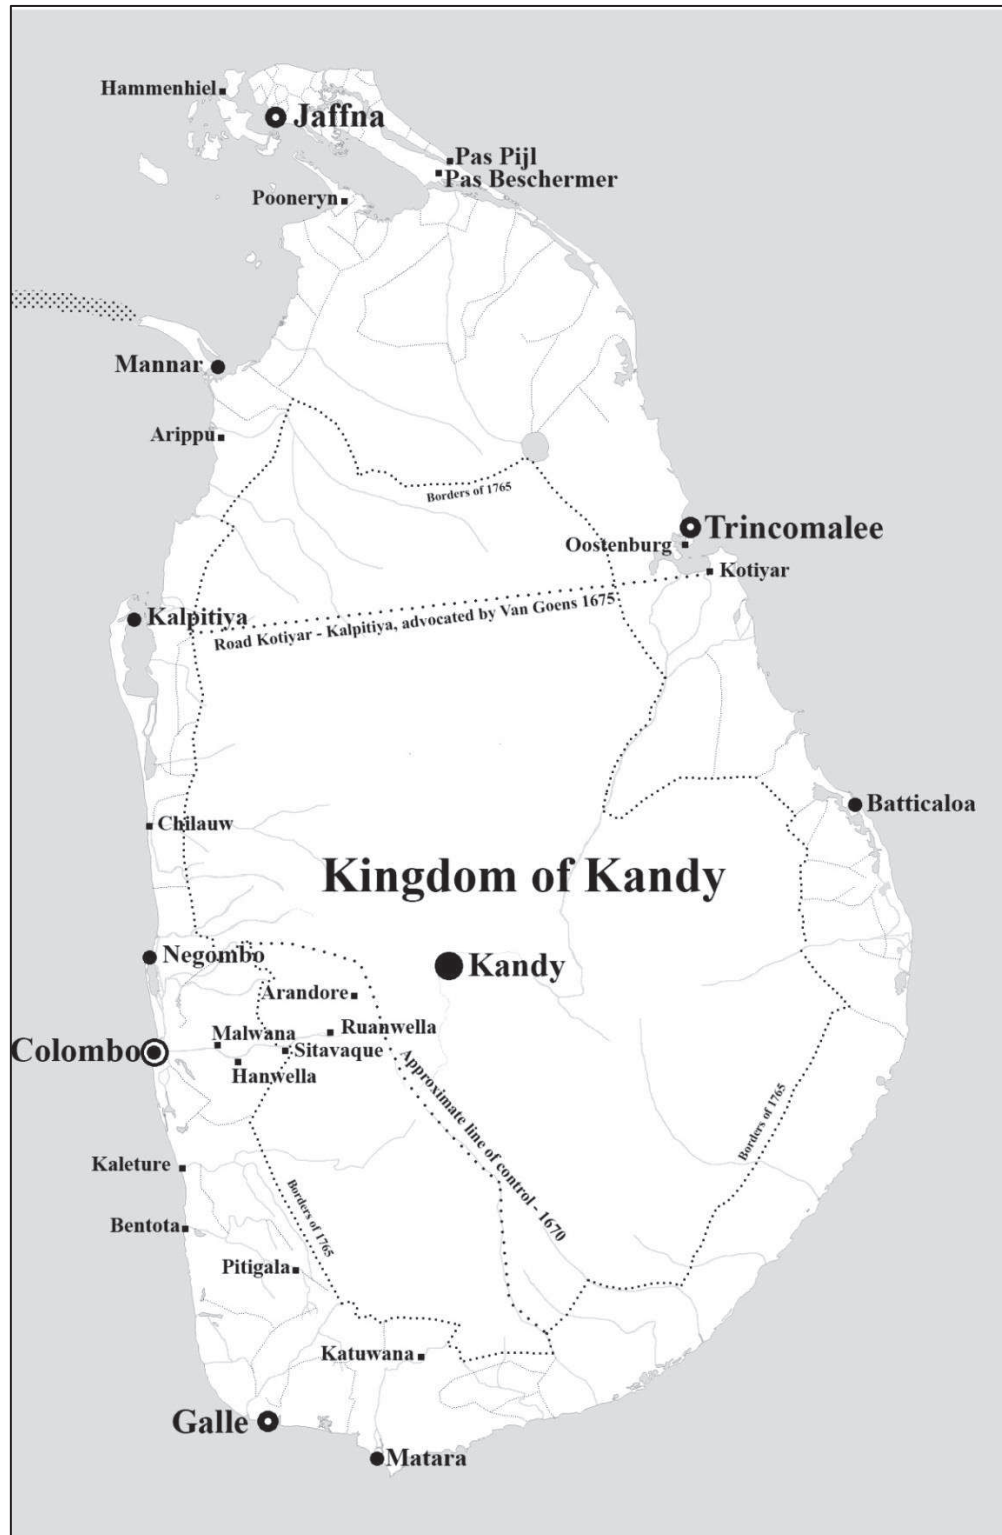 Hammenhiel
Jaffna
Pas Pijl
Pas Beschermer
Pooneryn
Mannar
Arippu
Borders of 1765
Trincomalee
Oostenburg
Kotiyar
Kalpitiya
Road Kotiyar - Kalpitiya, advocated by Van Goens 1675
Batticaloa
Chilauw
Kingdom of Kandy
Negombo
Kandy
Arandore
Ruanwella
Malwana
Colombo
Sitavaque
Hanwella
Approximate line of control - 1670
Borders of 1765
Kaleture
Borders of 1765
Bentota
Pitigala
Katuwana
Galle
Matara